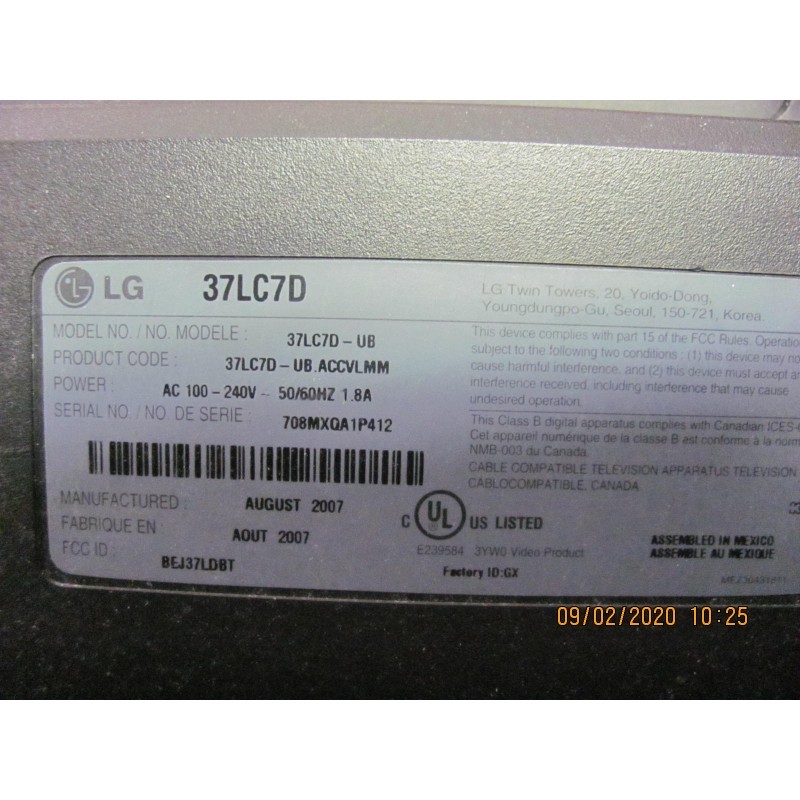 LG 37LC7D
LG Twin Towers, 20, Yoido-Dong,
Youngdungpo-Gu, Seoul, 150-721, Korea.
MODEL NO. / NO. MODELE : 37LC7D-UB
PRODUCT CODE : 37LC7D-UB.ACCVLMM
POWER : AC 100-240V ~ 50/60HZ 1.8A
SERIAL NO. / NO. DE SERIE : 708MXQA1P412
This device complies with part 15 of the FCC Rules. Operation
subject to the following two conditions : (1) this device may not
cause harmful interference, and (2) this device must accept
interference received, including interference that may cause
undesired operation.
This Class B digital apparatus complies with Canadian
Cet appareil numérique de la classe B est conforme à la
NMB-003 du Canada.
CABLE COMPATIBLE TELEVISION APPARATUS TELEVISION
CABLOCOMPATIBLE, CANADA
MANUFACTURED : AUGUST 2007
FABRIQUE EN : AOUT 2007
FCC ID : BEJ37LDBT
C UL US LISTED
E239584 3YW0 Video Product
Factory ID:GX
ASSEMBLED IN MEXICO
ASSEMBLE AU MEXIQUE
09/02/2020 10:25